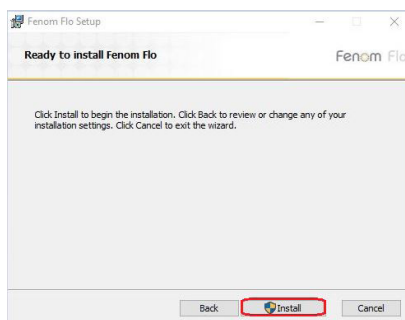 Fenom Flo Setup
Ready to install Fenom Flo
Fenom Flo
Click Install to begin the installation. Click Back to review or change any of your
installation settings. Click Cancel to exit the wizard.
Back
Install
Cancel